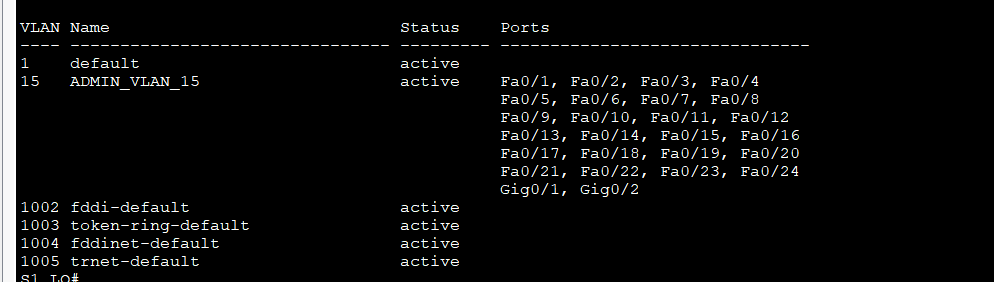 VLAN Name                             Status    Ports
---- -------------------------------- --------- -------------------------------
1    default                          active
15   ADMIN_VLAN_15                    active    Fa0/1, Fa0/2, Fa0/3, Fa0/4
                                                Fa0/5, Fa0/6, Fa0/7, Fa0/8
                                                Fa0/9, Fa0/10, Fa0/11, Fa0/12
                                                Fa0/13, Fa0/14, Fa0/15, Fa0/16
                                                Fa0/17, Fa0/18, Fa0/19, Fa0/20
                                                Fa0/21, Fa0/22, Fa0/23, Fa0/24
                                                Gig0/1, Gig0/2
1002 fddi-default                     active
1003 token-ring-default               active
1004 fddinet-default                  active
1005 trnet-default                    active
S1_LO#